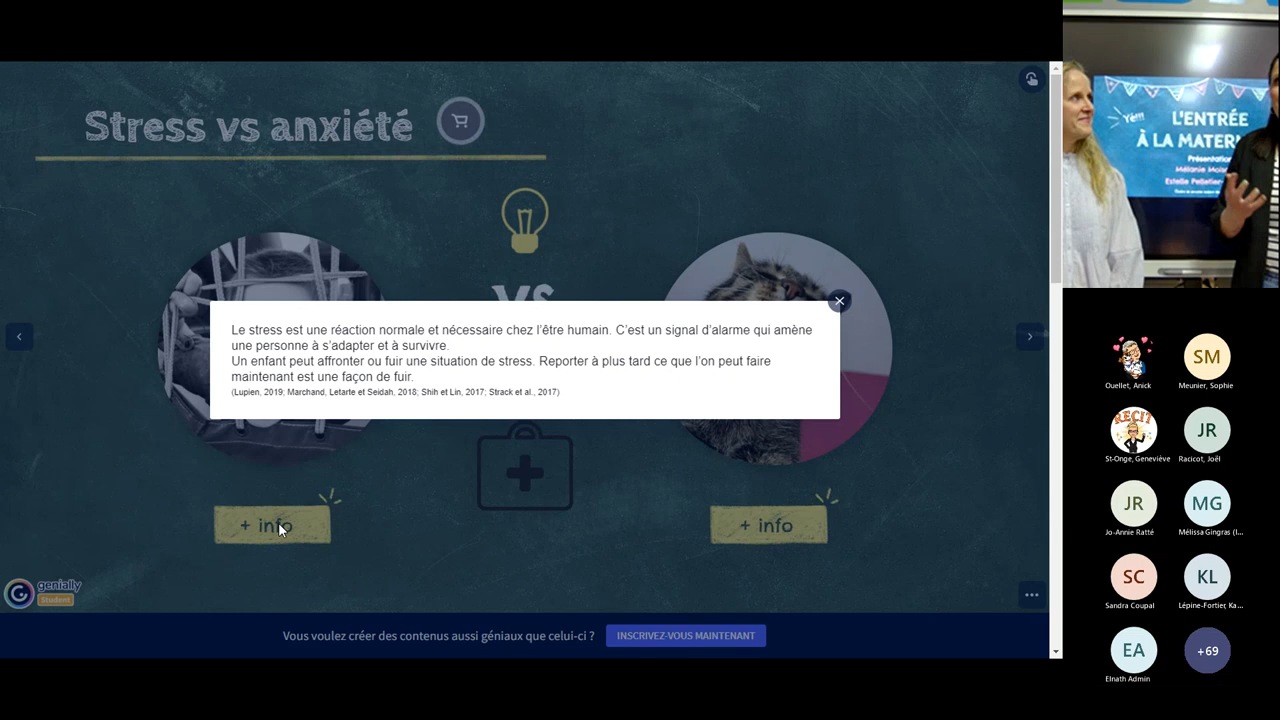 Stress vs anxiété
VS
Le stress est une réaction normale et nécessaire chez l'être humain. C'est un signal d'alarme qui amène
une personne à s'adapter et à survivre.
Un enfant peut affronter ou fuir une situation de stress. Reporter à plus tard ce que l'on peut faire
maintenant est une façon de fuir.
(Lupien, 2019; Marchand, Letarte et Seidah, 2018; Shih et Lin, 2017; Strack et al., 2017)
+ info
+ info
genially
Student
Vous voulez créer des contenus aussi géniaux que celui-ci ?
INSCRIVEZ-VOUS MAINTENANT
Yé!!!
L'ENTRÉE
À LA MATER
Présentation
Mélanie
Estelle Pelletier
Ouellet, Anick
SM
Meunier, Sophie
RÉCIT
St-Onge, Geneviève
JR
Racicot, Joël
JR
Jo-Annie Ratté
MG
Mélissa Gingras (I...
SC
Sandra Coupal
KL
Lépine-Fortier, Ka...
EA
Elnath Admin
+69